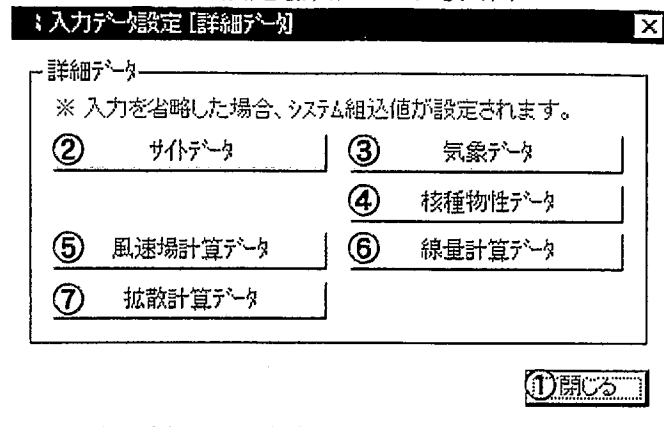 入力データ設定 [詳細データ]
詳細データ
※ 入力を省略した場合、システム組込値が設定されます。
② サイトデータ ③ 気象データ
④ 核種物性データ
⑤ 風速場計算データ ⑥ 線量計算データ
⑦ 拡散計算データ
①閉じる